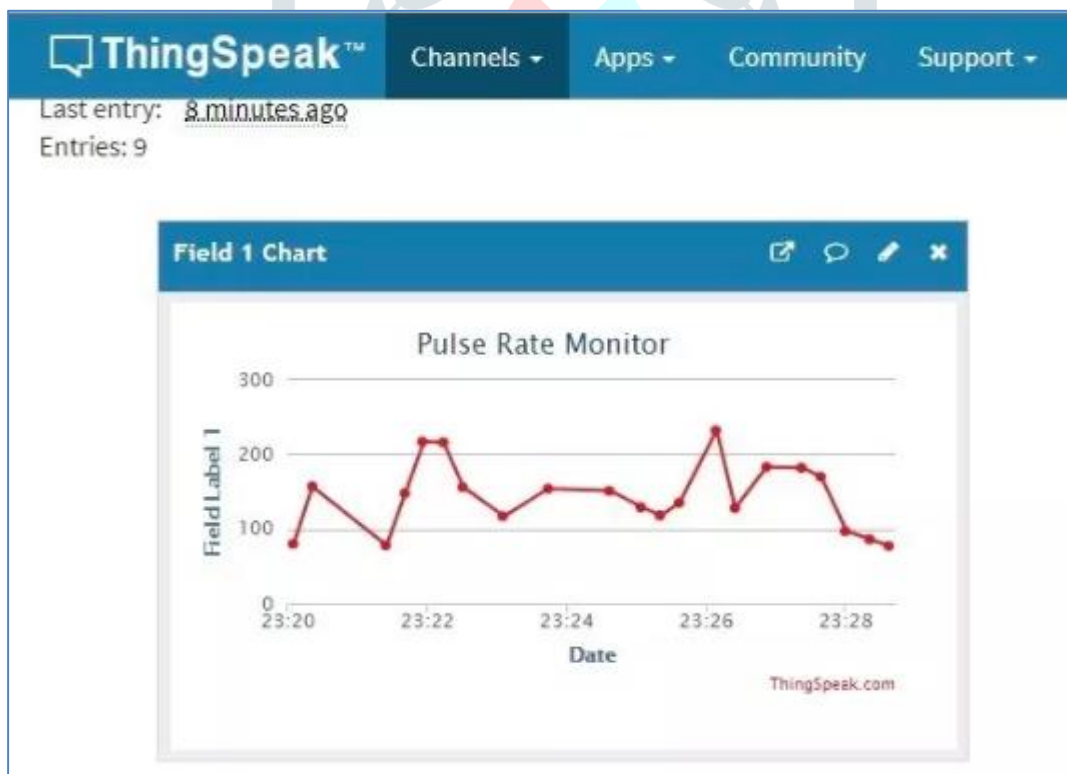 ThingSpeak™ Channels Apps Community Support
Last entry: 8 minutes ago
Entries: 9
Field 1 Chart
Pulse Rate Monitor
300
200
100
0
Field Label 1
23:20 23:22 23:24 23:26 23:28
Date
ThingSpeak.com